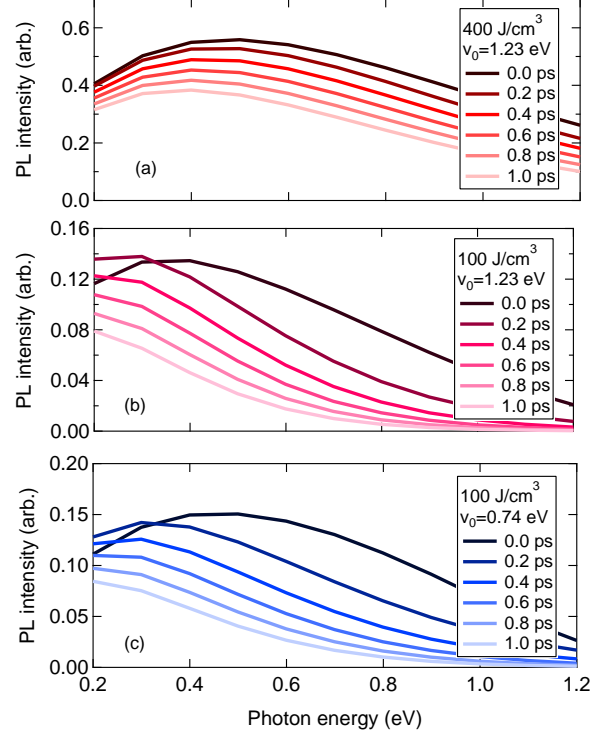 PL intensity (arb.)
0.6
0.4
0.2
0.0
(a)
400 J/cm³
v₀=1.23 eV
0.0 ps
0.2 ps
0.4 ps
0.6 ps
0.8 ps
1.0 ps
PL intensity (arb.)
0.16
0.12
0.08
0.04
0.00
(b)
100 J/cm³
v₀=1.23 eV
0.0 ps
0.2 ps
0.4 ps
0.6 ps
0.8 ps
1.0 ps
PL intensity (arb.)
0.20
0.15
0.10
0.05
0.00
(c)
100 J/cm³
v₀=0.74 eV
0.0 ps
0.2 ps
0.4 ps
0.6 ps
0.8 ps
1.0 ps
0.2 0.4 0.6 0.8 1.0 1.2
Photon energy (eV)